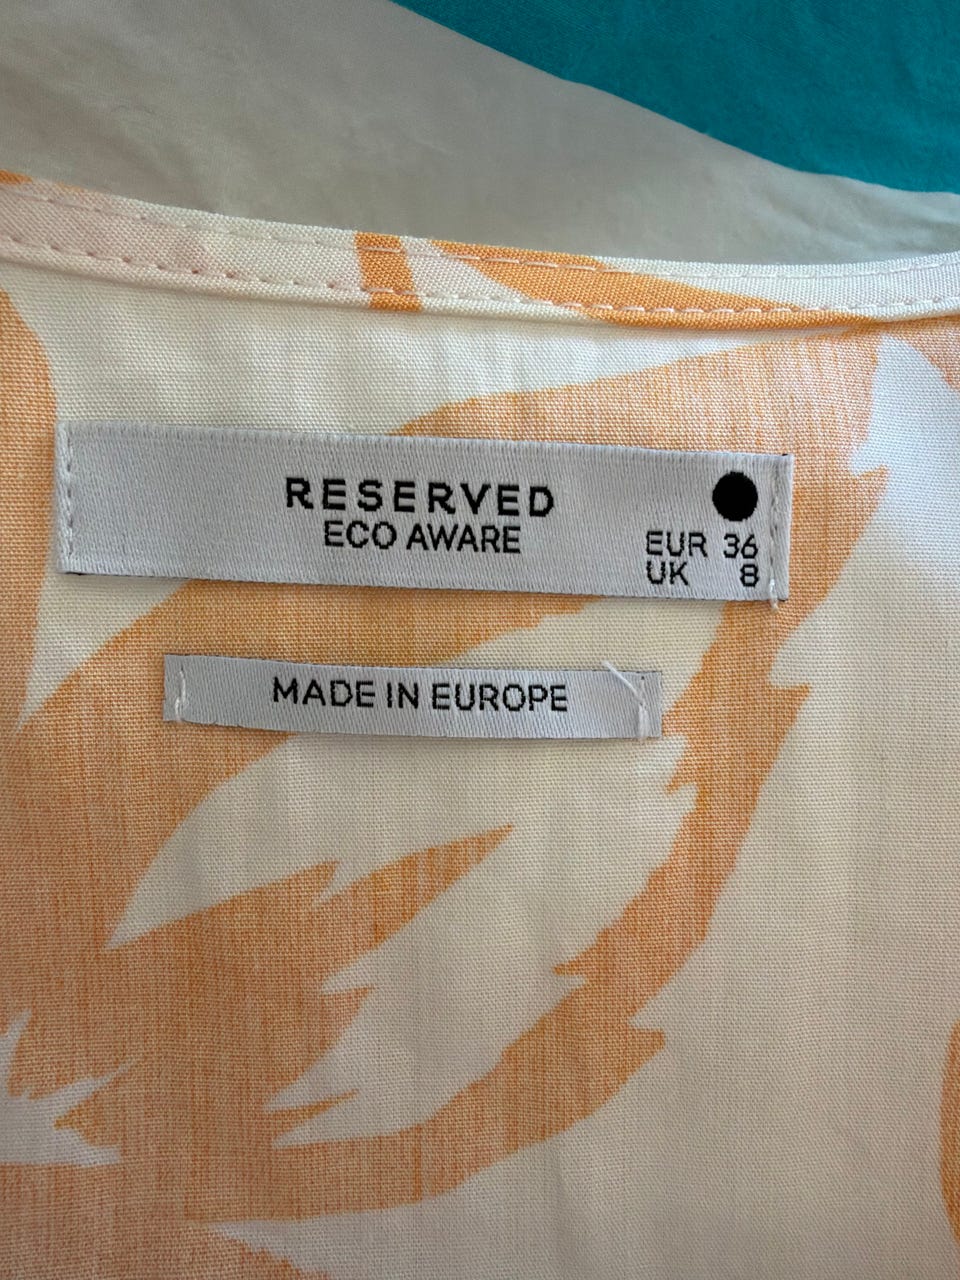 RESERVED
ECO AWARE
EUR 36
UK 8
MADE IN EUROPE